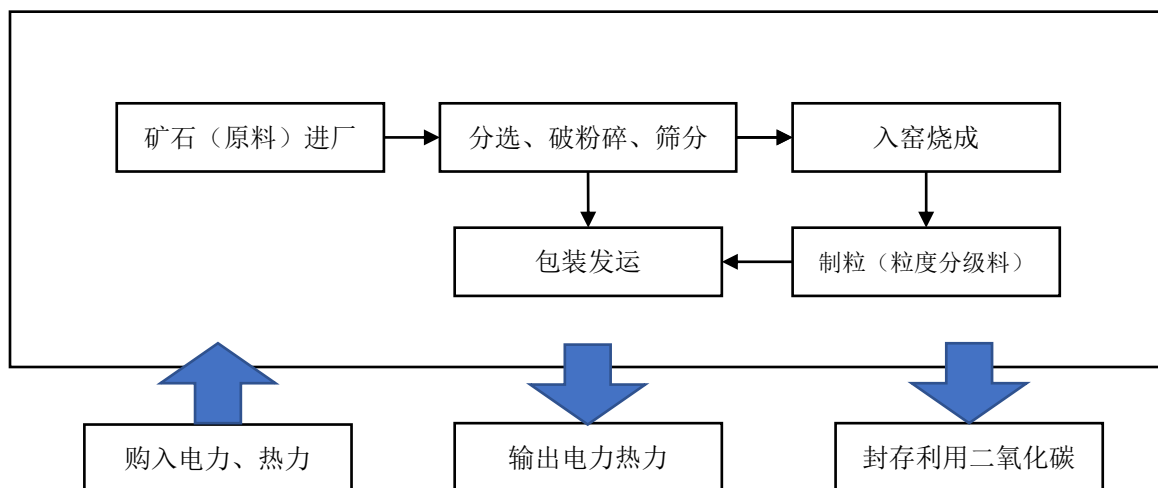 矿石（原料）进厂
分选、破粉碎、筛分
入窑烧成
包装发运
制粒（粒度分级料）
购入电力、热力
输出电力热力
封存利用二氧化碳